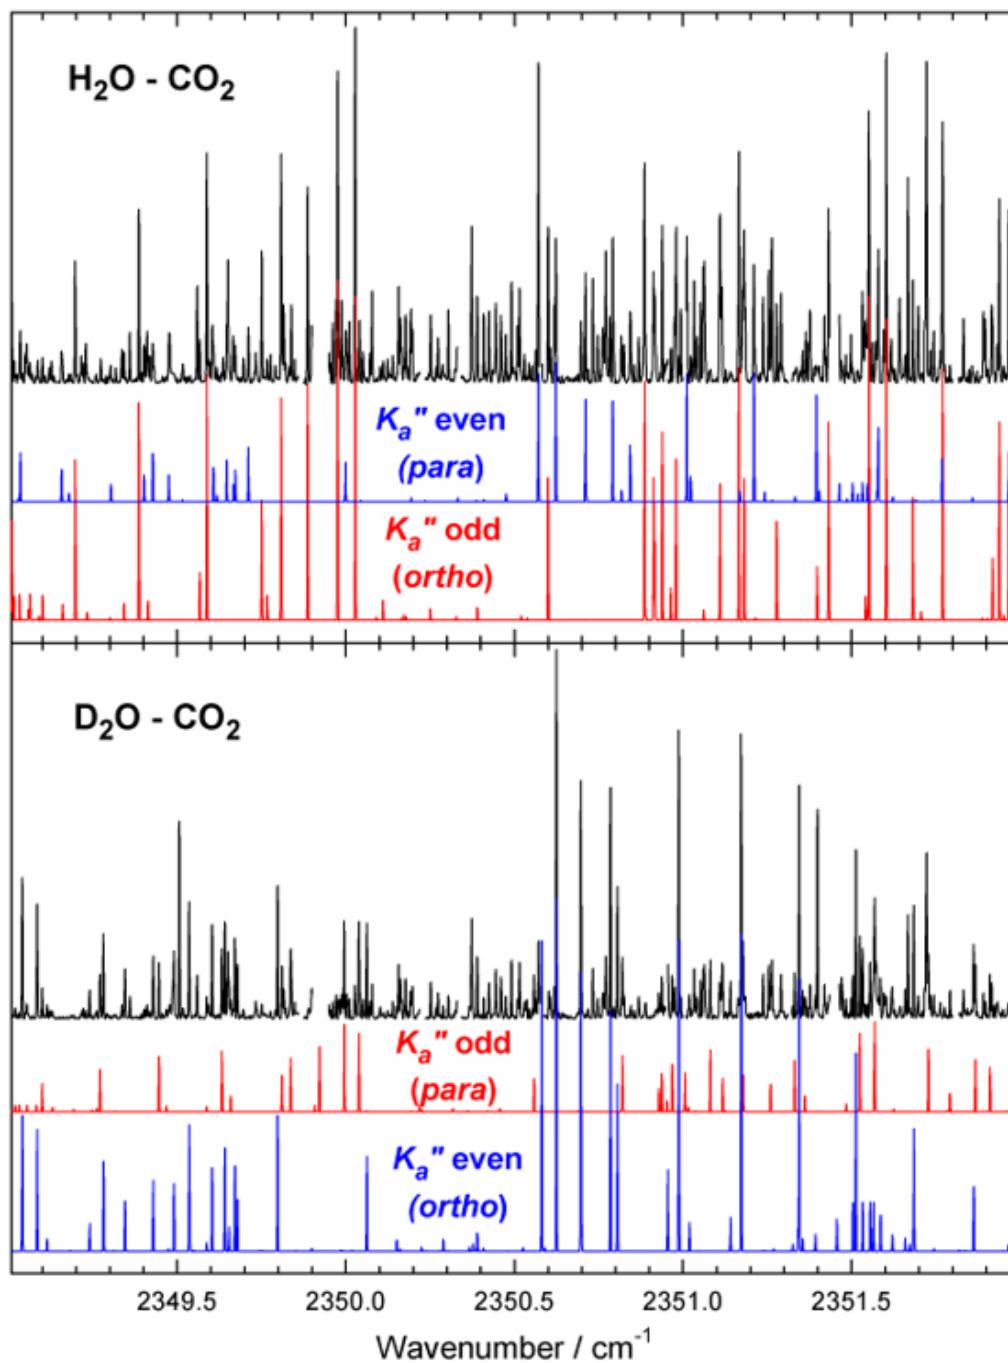 H₂O - CO₂
Kₐ" even
(para)
Kₐ" odd
(ortho)
D₂O - CO₂
Kₐ" odd
(para)
Kₐ" even
(ortho)
2349.5 2350.0 2350.5 2351.0 2351.5
Wavenumber / cm⁻¹